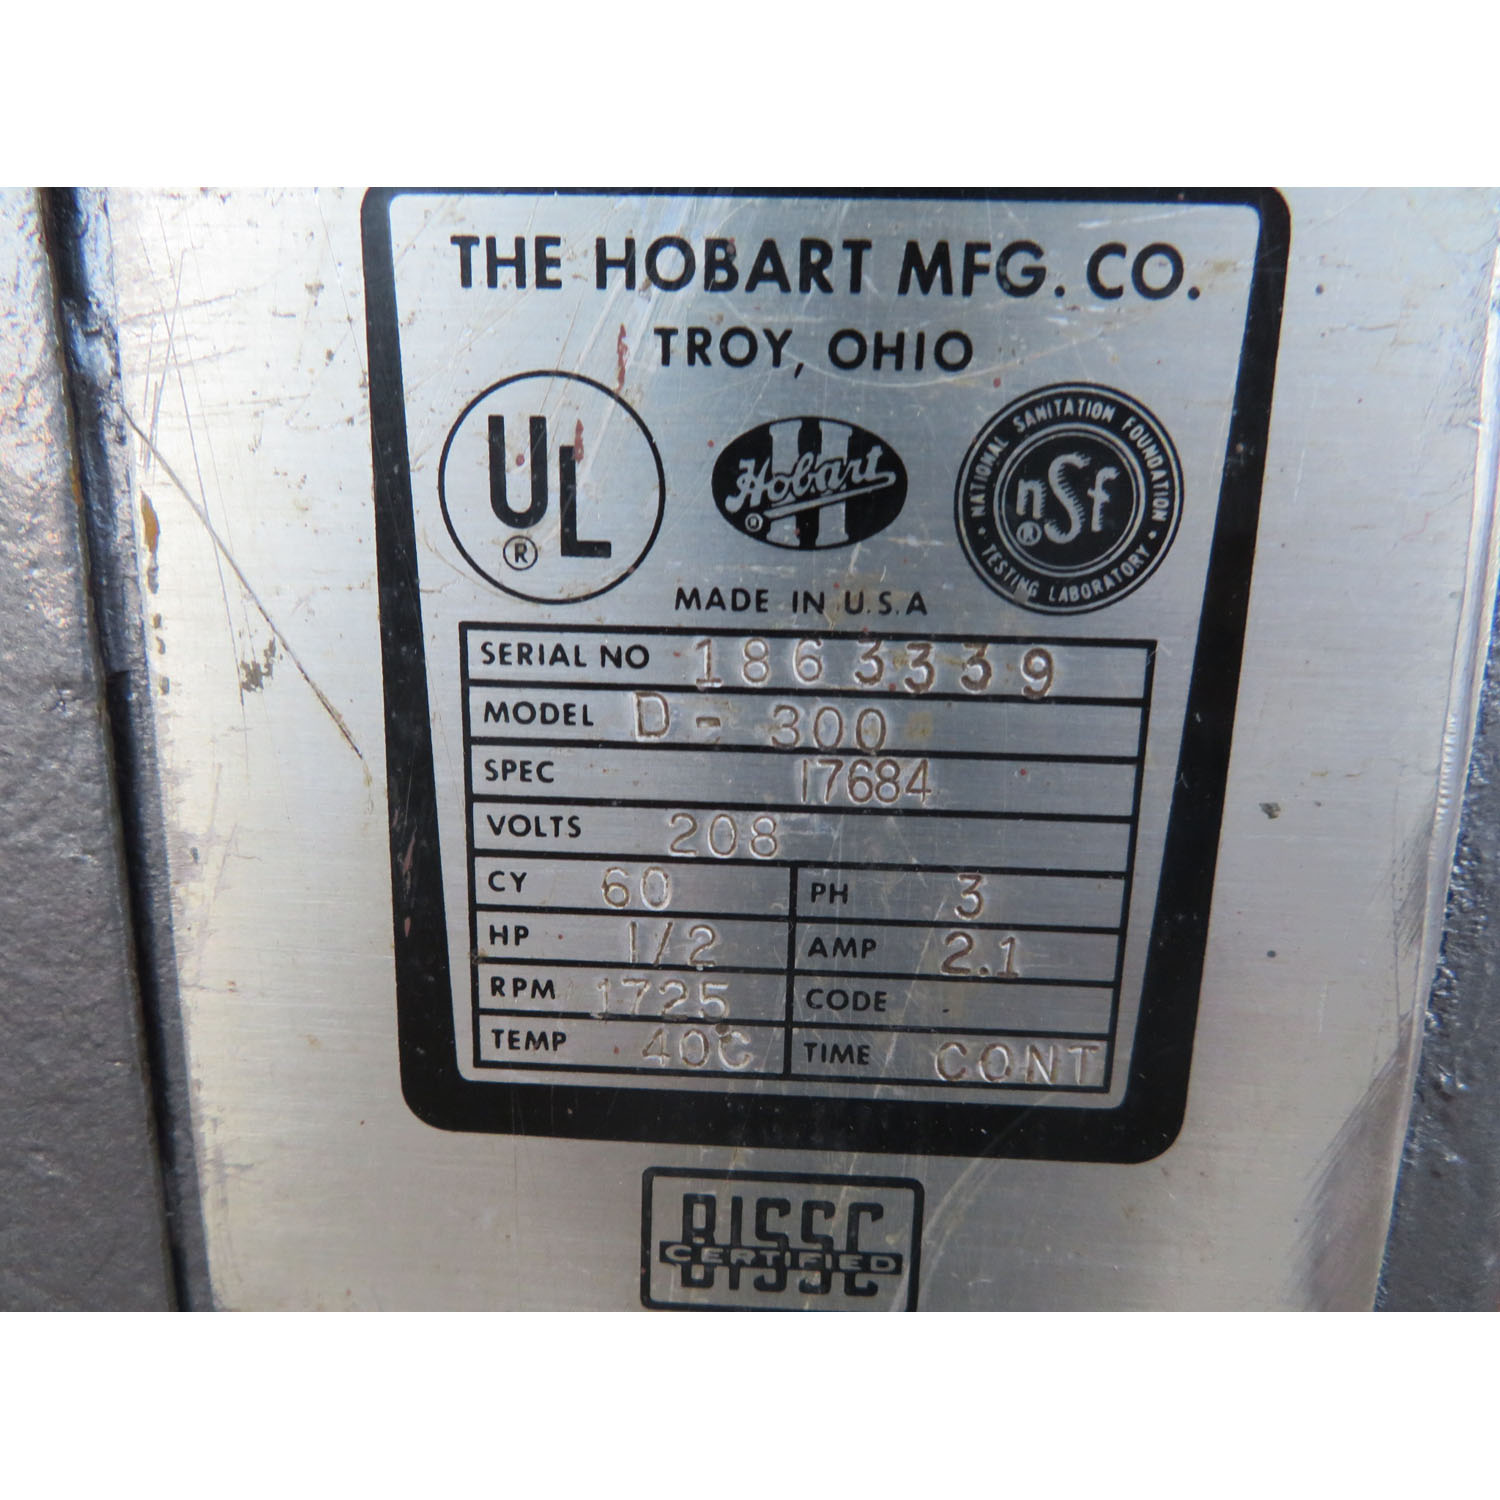 THE HOBART MFG. CO.
TROY, OHIO
UL
®
Hobart
®
NATIONAL SANITATION FOUNDATION
nsf
®
TESTING LABORATORY
MADE IN U.S.A
SERIAL NO 1863339
MODEL D-300
SPEC 17684
VOLTS 208
CY 60 PH 3
HP 1/2 AMP 2.1
RPM 1725 CODE
TEMP 40C TIME CONT
BISSC
CERTIFIED